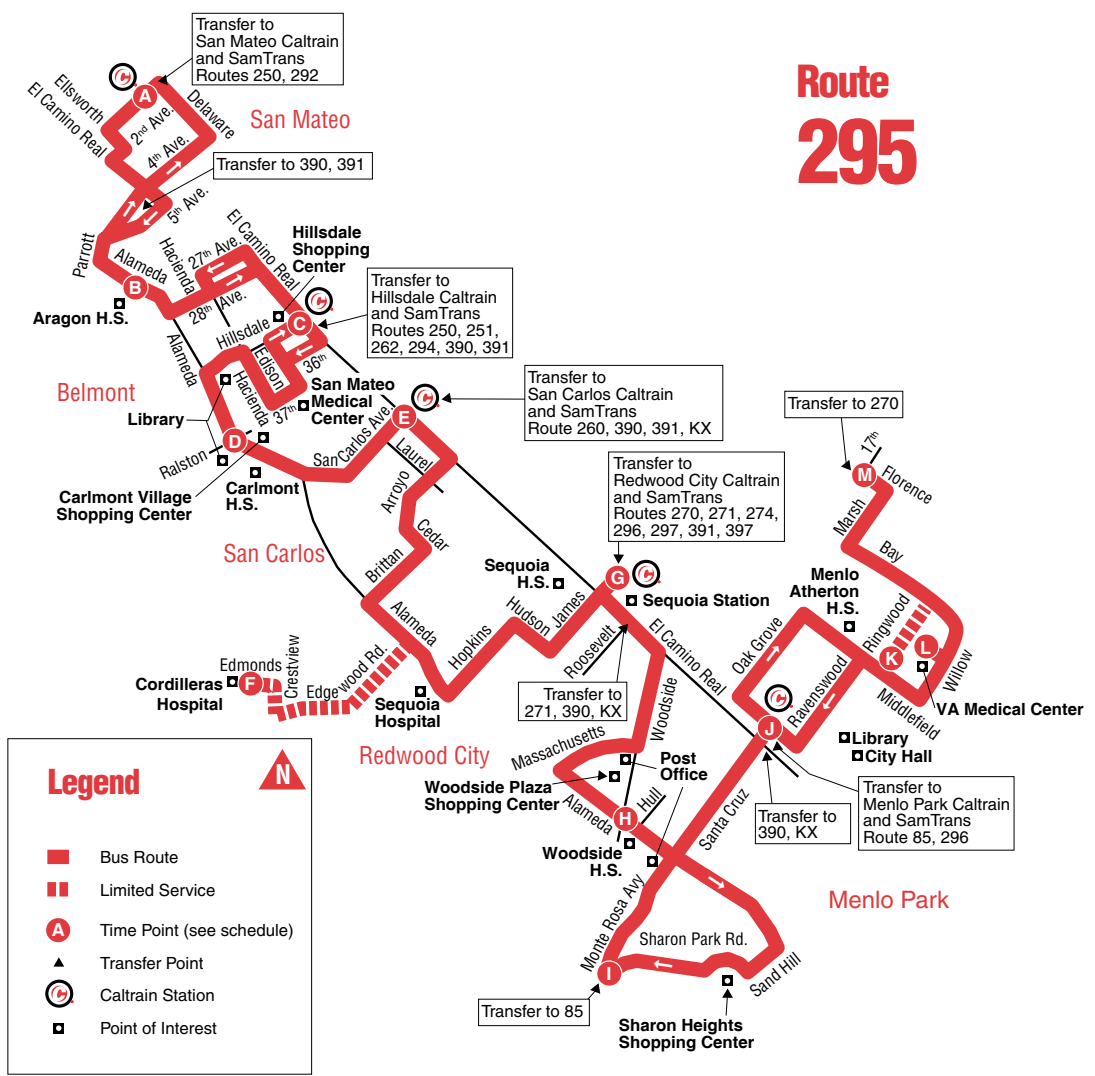 Transfer to
San Mateo Caltrain
and SamTrans
Routes 250, 292
Route
295
C
A
Ellsworth
El Camino Real
2nd Ave.
4th Ave.
Delaware
San Mateo
Transfer to 390, 391
5th Ave.
Parrott
Alameda
B
Aragon H.S.
Hacienda
27th Ave.
28th Ave.
El Camino Real
Hillsdale
Shopping
Center
C
C
Transfer to
Hillsdale Caltrain
and SamTrans
Routes 250, 251,
262, 294, 390, 391
Alameda
Hillsdale
Edison
36th
Hacienda
37th
San Mateo
Medical
Center
Belmont
Library
D
Ralston
Carlmont Village
Shopping Center
Carlmont
H.S.
San Carlos Ave.
E
C
Transfer to
San Carlos Caltrain
and SamTrans
Route 260, 390, 391, KX
Laurel
Arroyo
Cedar
Brittan
San Carlos
Alameda
Transfer to 270
17th
M
Florence
Marsh
Bay
Transfer to
Redwood City Caltrain
and SamTrans
Routes 270, 271, 274,
296, 297, 391, 397
G
C
Sequoia
H.S.
Sequoia Station
James
Hudson
Hopkins
Roosevelt
El Camino Real
Menlo
Atherton
H.S.
Ringwood
K
L
Willow
VA Medical Center
Middlefield
Oak Grove
Ravenswood
C
J
Library
City Hall
Edmonds
Crestview
Edgewood Rd.
Cordilleras
Hospital
F
Sequoia
Hospital
Transfer to
271, 390, KX
Woodside
Redwood City
Massachusetts
Woodside Plaza
Shopping Center
Post
Office
Alameda
Hull
H
Woodside
H.S.
Santa Cruz
Transfer to
390, KX
Transfer to
Menlo Park Caltrain
and SamTrans
Route 85, 296
Menlo Park
Monte Rosa Avy
Sharon Park Rd.
Sand Hill
I
Transfer to 85
Sharon Heights
Shopping Center
Legend
N
Bus Route
Limited Service
A
Time Point (see schedule)
Transfer Point
C
Caltrain Station
Point of Interest